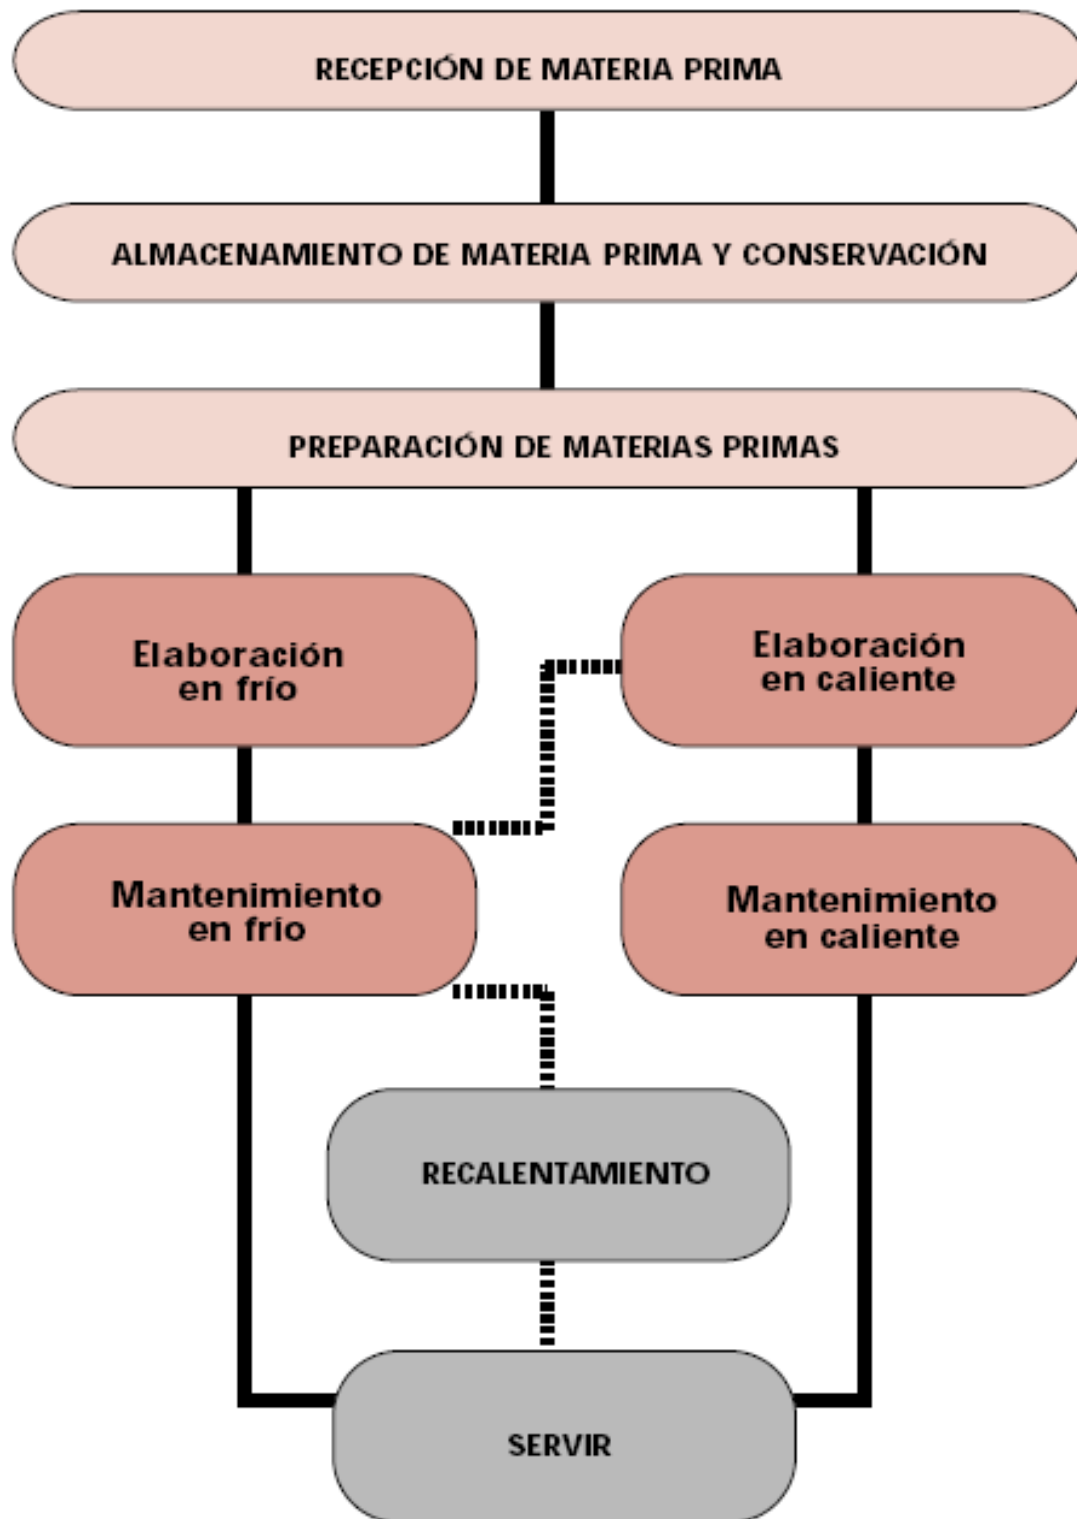 RECEPCIÓN DE MATERIA PRIMA
ALMACENAMIENTO DE MATERIA PRIMA Y CONSERVACIÓN
PREPARACIÓN DE MATERIAS PRIMAS
Elaboración
en frío
Elaboración
en caliente
Mantenimiento
en frío
Mantenimiento
en caliente
RECALENTAMIENTO
SERVIR